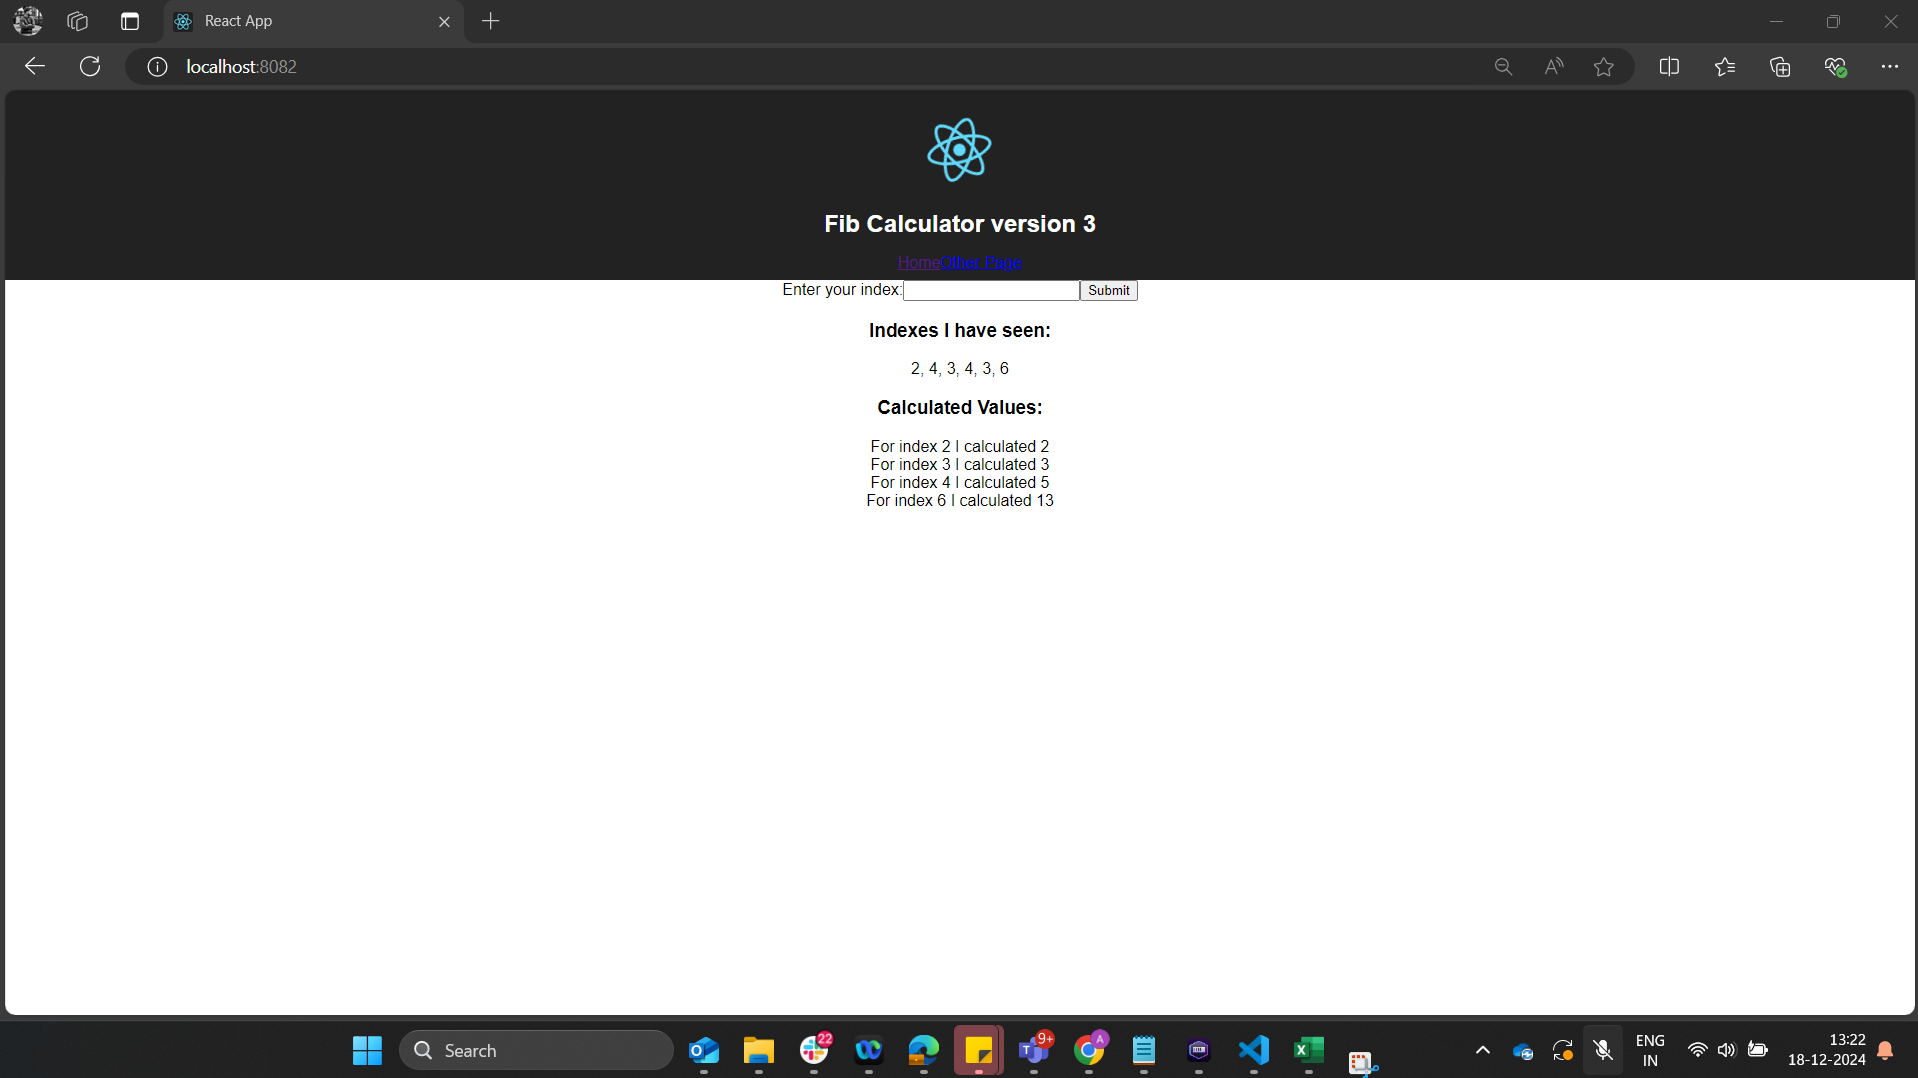 React App
localhost:8082
Fib Calculator version 3
HomeOther Page
Enter your index: Submit
Indexes I have seen:
2, 4, 3, 4, 3, 6
Calculated Values:
For index 2 I calculated 2
For index 3 I calculated 3
For index 4 I calculated 5
For index 6 I calculated 13
Search
22
9+
A
ENG
IN
13:22
18-12-2024